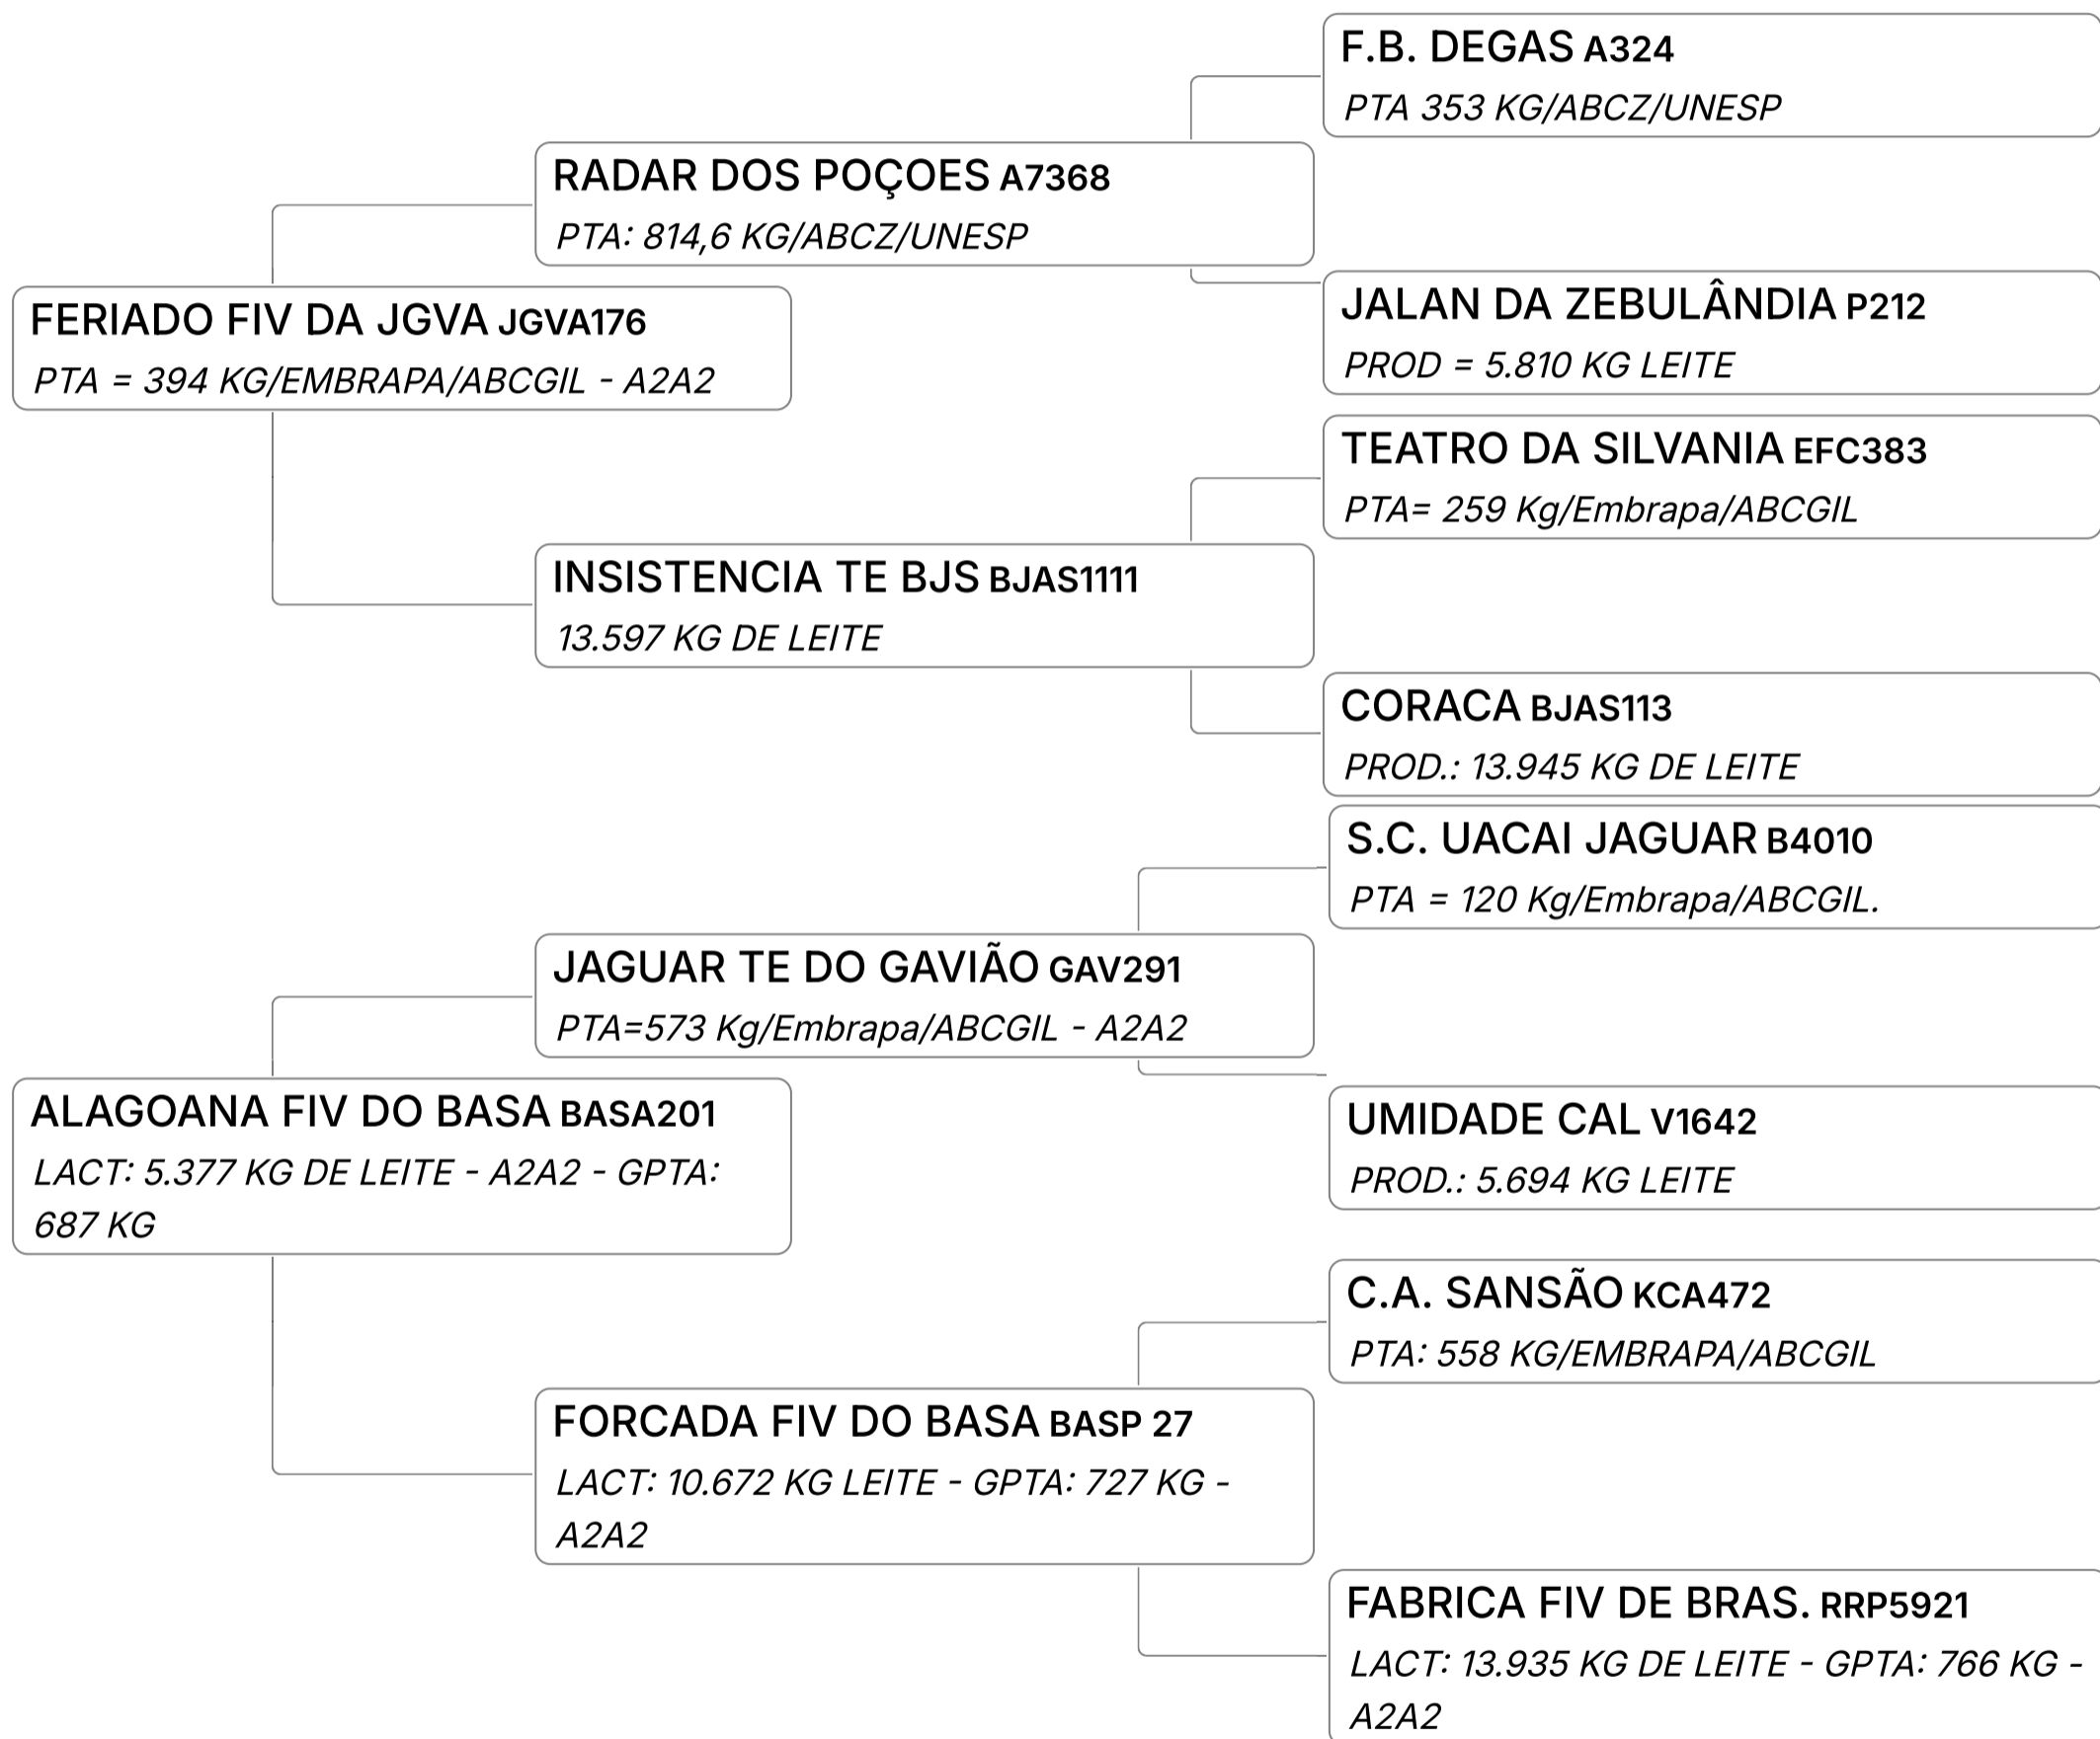 F.B. DEGAS A324
PTA 353 KG/ABCZ/UNESP
RADAR DOS POÇOES A7368
PTA: 814,6 KG/ABCZ/UNESP
JALAN DA ZEBULÂNDIA P212
PROD = 5.810 KG LEITE
FERIADO FIV DA JGVA JGVA176
PTA = 394 KG/EMBRAPA/ABCGIL - A2A2
TEATRO DA SILVANIA EFC383
PTA= 259 Kg/Embrapa/ABCGIL
INSISTENCIA TE BJS BJAS1111
13.597 KG DE LEITE
CORACA BJAS113
PROD.: 13.945 KG DE LEITE
S.C. UACAI JAGUAR B4010
PTA = 120 Kg/Embrapa/ABCGIL.
JAGUAR TE DO GAVIÃO GAV291
PTA=573 Kg/Embrapa/ABCGIL - A2A2
ALAGOANA FIV DO BASA BASA201
LACT: 5.377 KG DE LEITE - A2A2 - GPTA:
687 KG
UMIDADE CAL V1642
PROD.: 5.694 KG LEITE
C.A. SANSÃO KCA472
PTA: 558 KG/EMBRAPA/ABCGIL
FORCADA FIV DO BASA BASP 27
LACT: 10.672 KG LEITE - GPTA: 727 KG -
A2A2
FABRICA FIV DE BRAS. RRP5921
LACT: 13.935 KG DE LEITE - GPTA: 766 KG -
A2A2